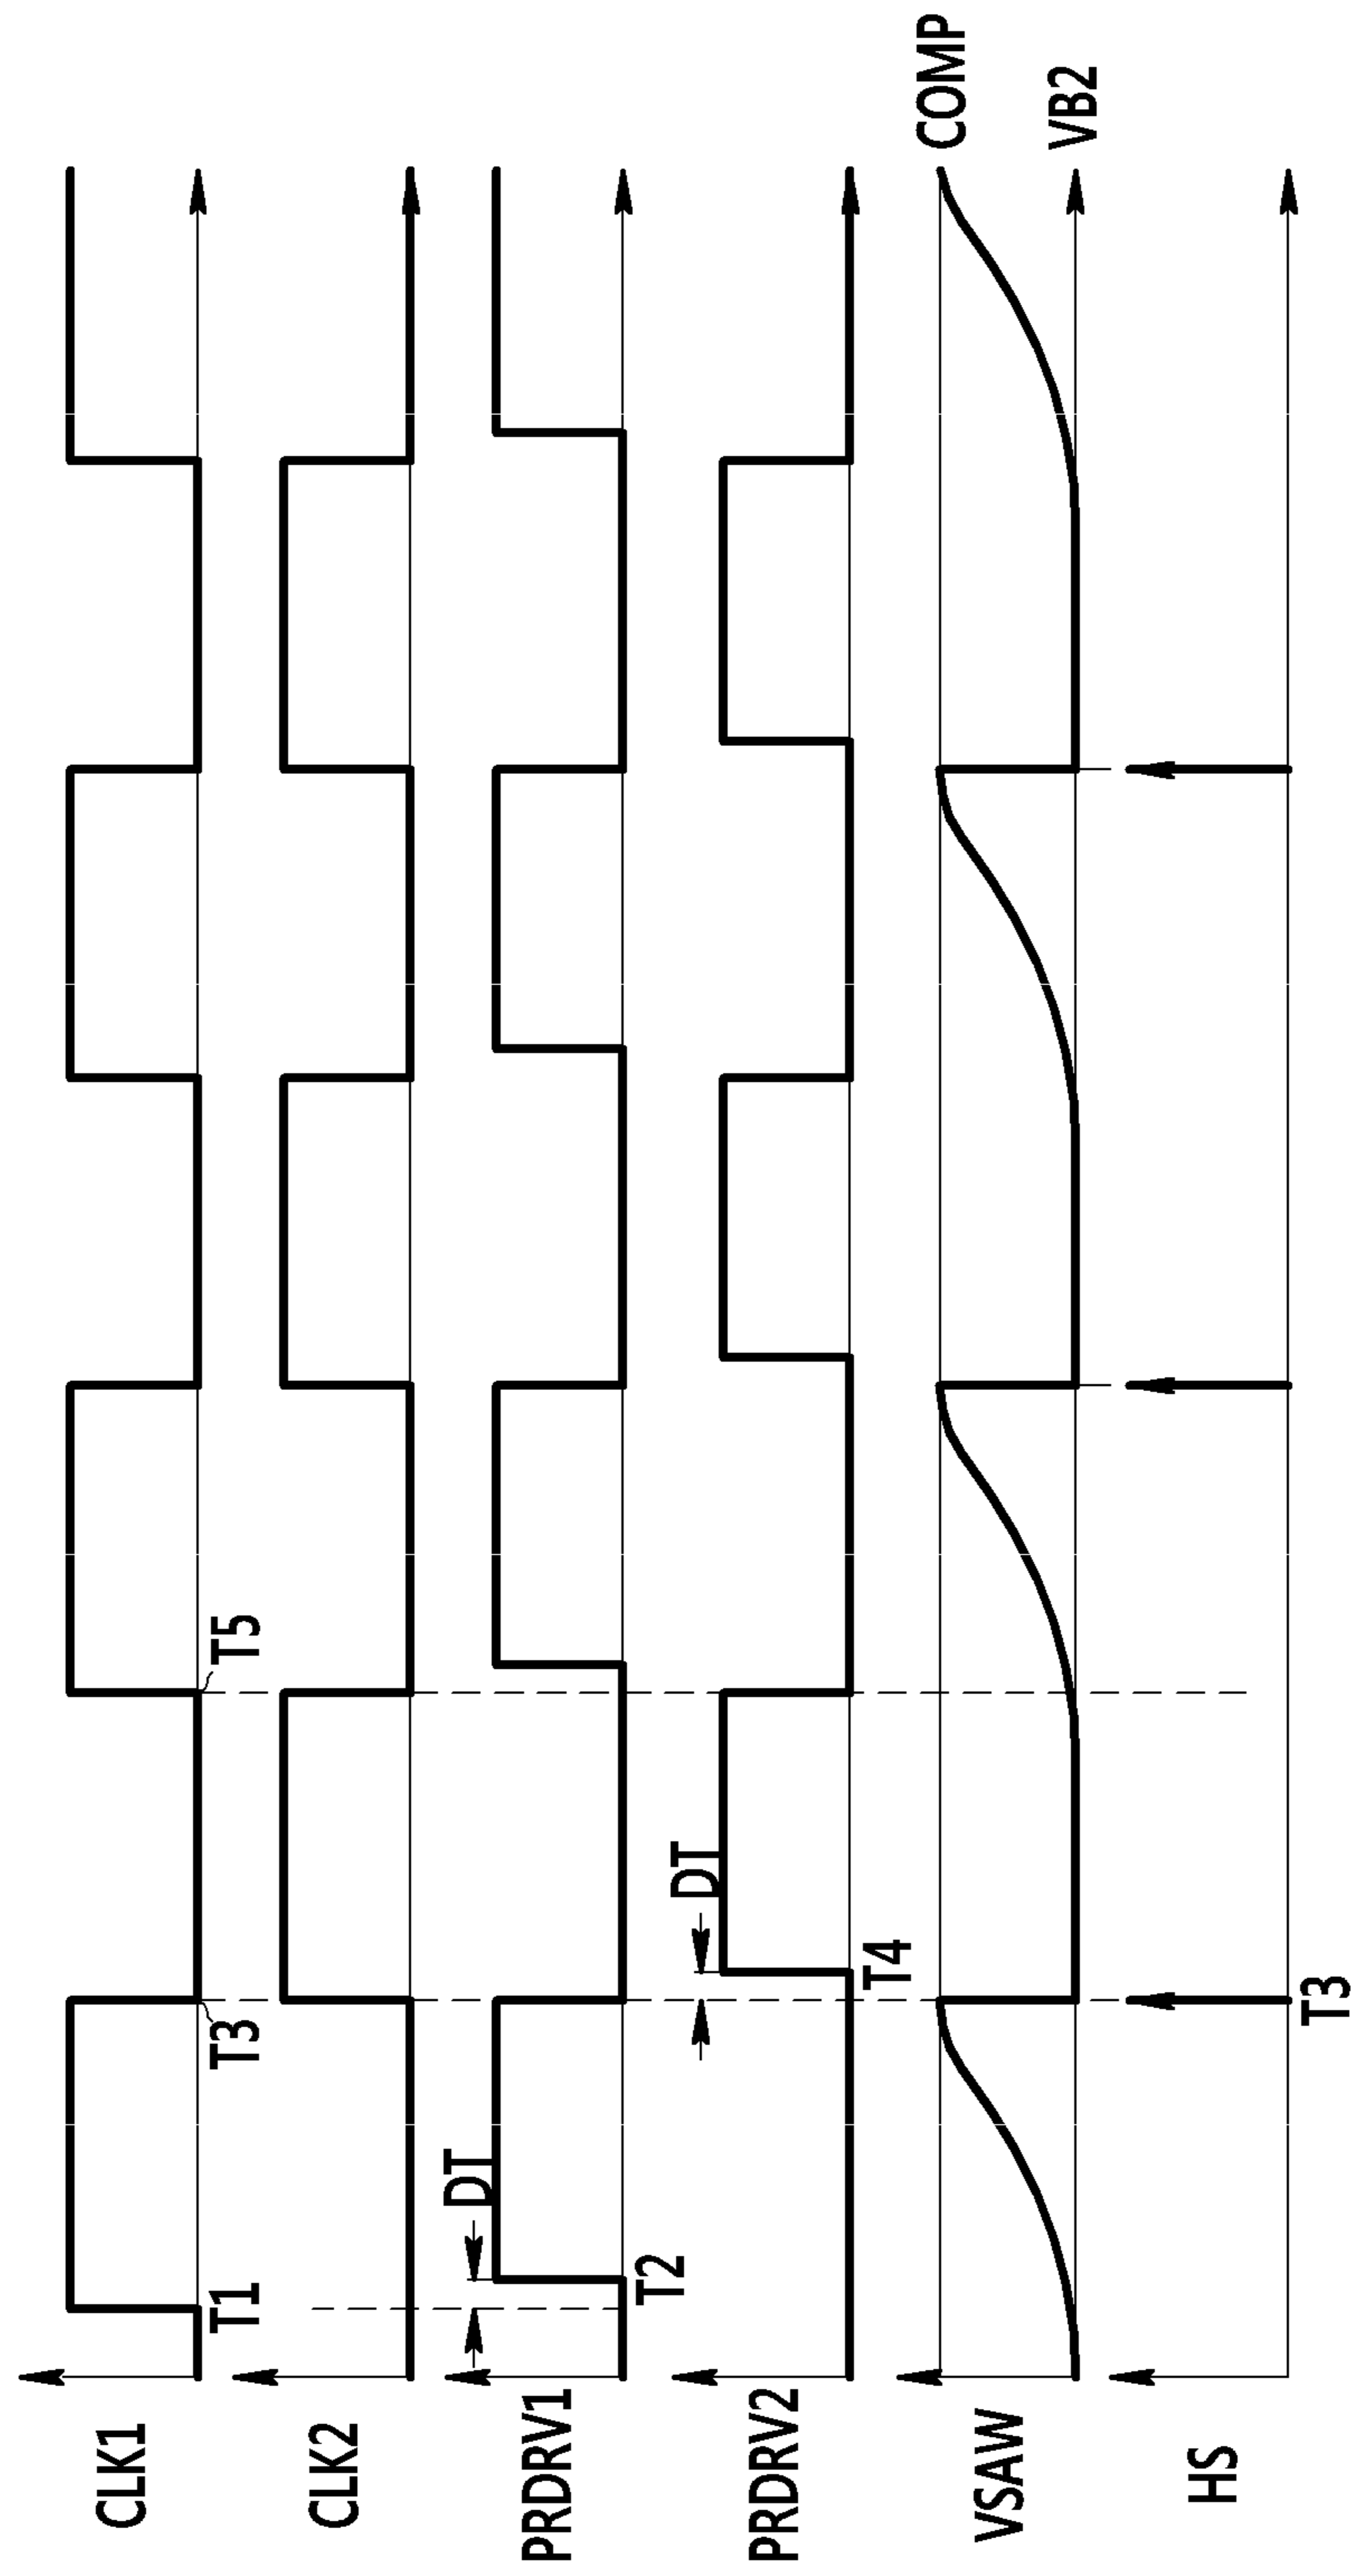 CLK1
T1
T3
T5
CLK2
PRDRV1
DT
T2
PRDRV2
DT
T4
VSAW
COMP
VB2
HS
T3